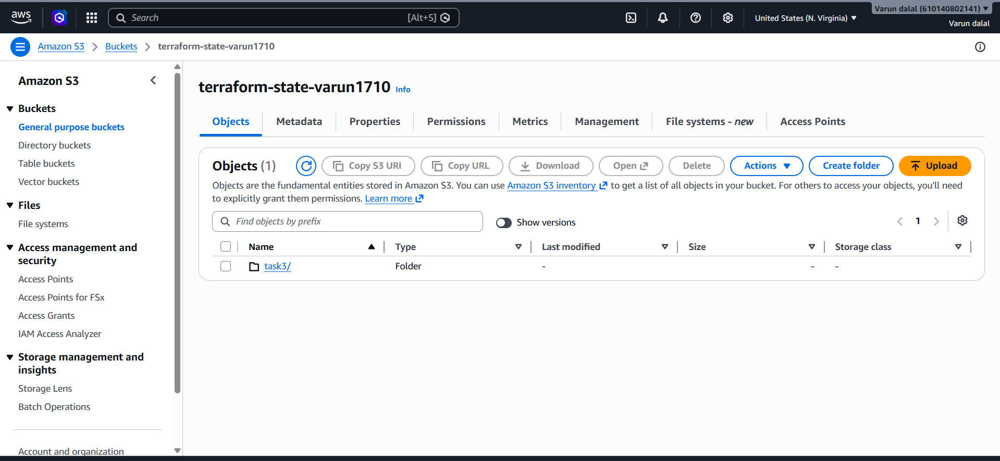 aws
Search [Alt+S]
United States (N. Virginia) ▼
Varun dalal (610140802141) ▼
Varun dalal
Amazon S3 > Buckets > terraform-state-varun1710
Amazon S3
Buckets
General purpose buckets
Directory buckets
Table buckets
Vector buckets
Files
File systems
Access management and
security
Access Points
Access Points for FSx
Access Grants
IAM Access Analyzer
Storage management and
insights
Storage Lens
Batch Operations
Account and organization
terraform-state-varun1710 Info
Objects Metadata Properties Permissions Metrics Management File systems - new Access Points
Objects (1) Copy S3 URI Copy URL Download Open Delete Actions ▼ Create folder Upload
Objects are the fundamental entities stored in Amazon S3. You can use Amazon S3 inventory to get a list of all objects in your bucket. For others to access your objects, you'll need
to explicitly grant them permissions. Learn more
Find objects by prefix Show versions 1
Name Type Last modified Size Storage class
task3/ Folder - - -